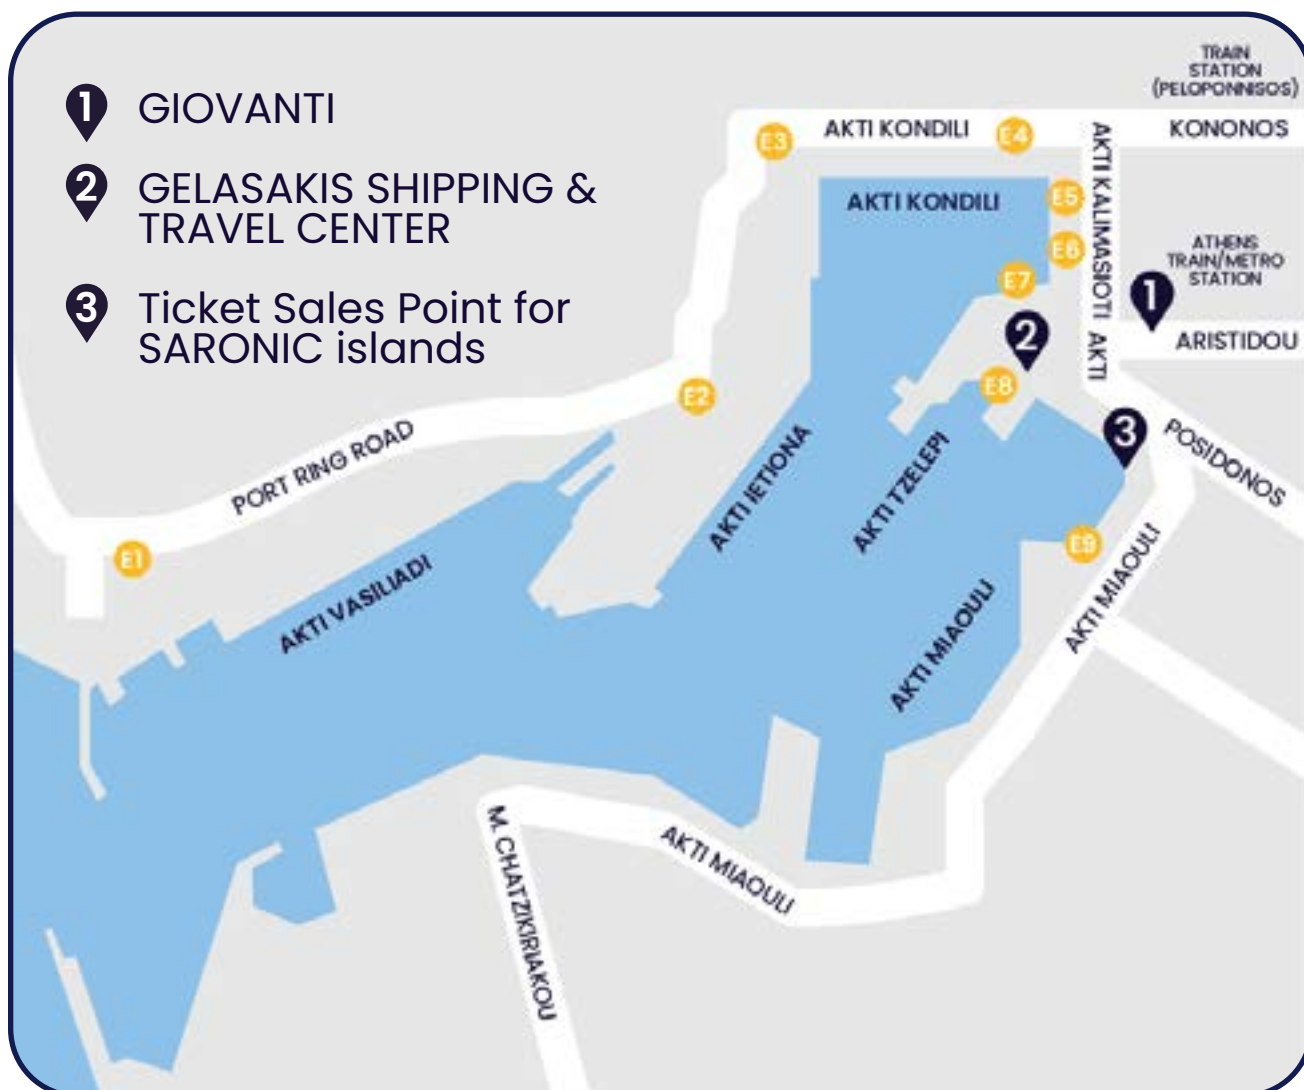 1 GIOVANTI
2 GELASAKIS SHIPPING &
TRAVEL CENTER
3 Ticket Sales Point for
SARONIC islands
TRAIN
STATION
(PELOPONNISOS)
AKTI KONDILI
KONONOS
E3
E4
AKTI KALIMASIOTI
AKTI
AKTI KONDILI
E5
E6
E7
ATHENS
TRAIN/METRO
STATION
1
2
ARISTIDOU
E8
E2
3
POSIDONOS
PORT RING ROAD
AKTI IETIONA
AKTI TZELEPI
E9
E1
AKTI VASILIADI
AKTI MIAOULI
AKTI MIAOULI
M. CHATZIKIRIAKOU
AKTI MIAOULI